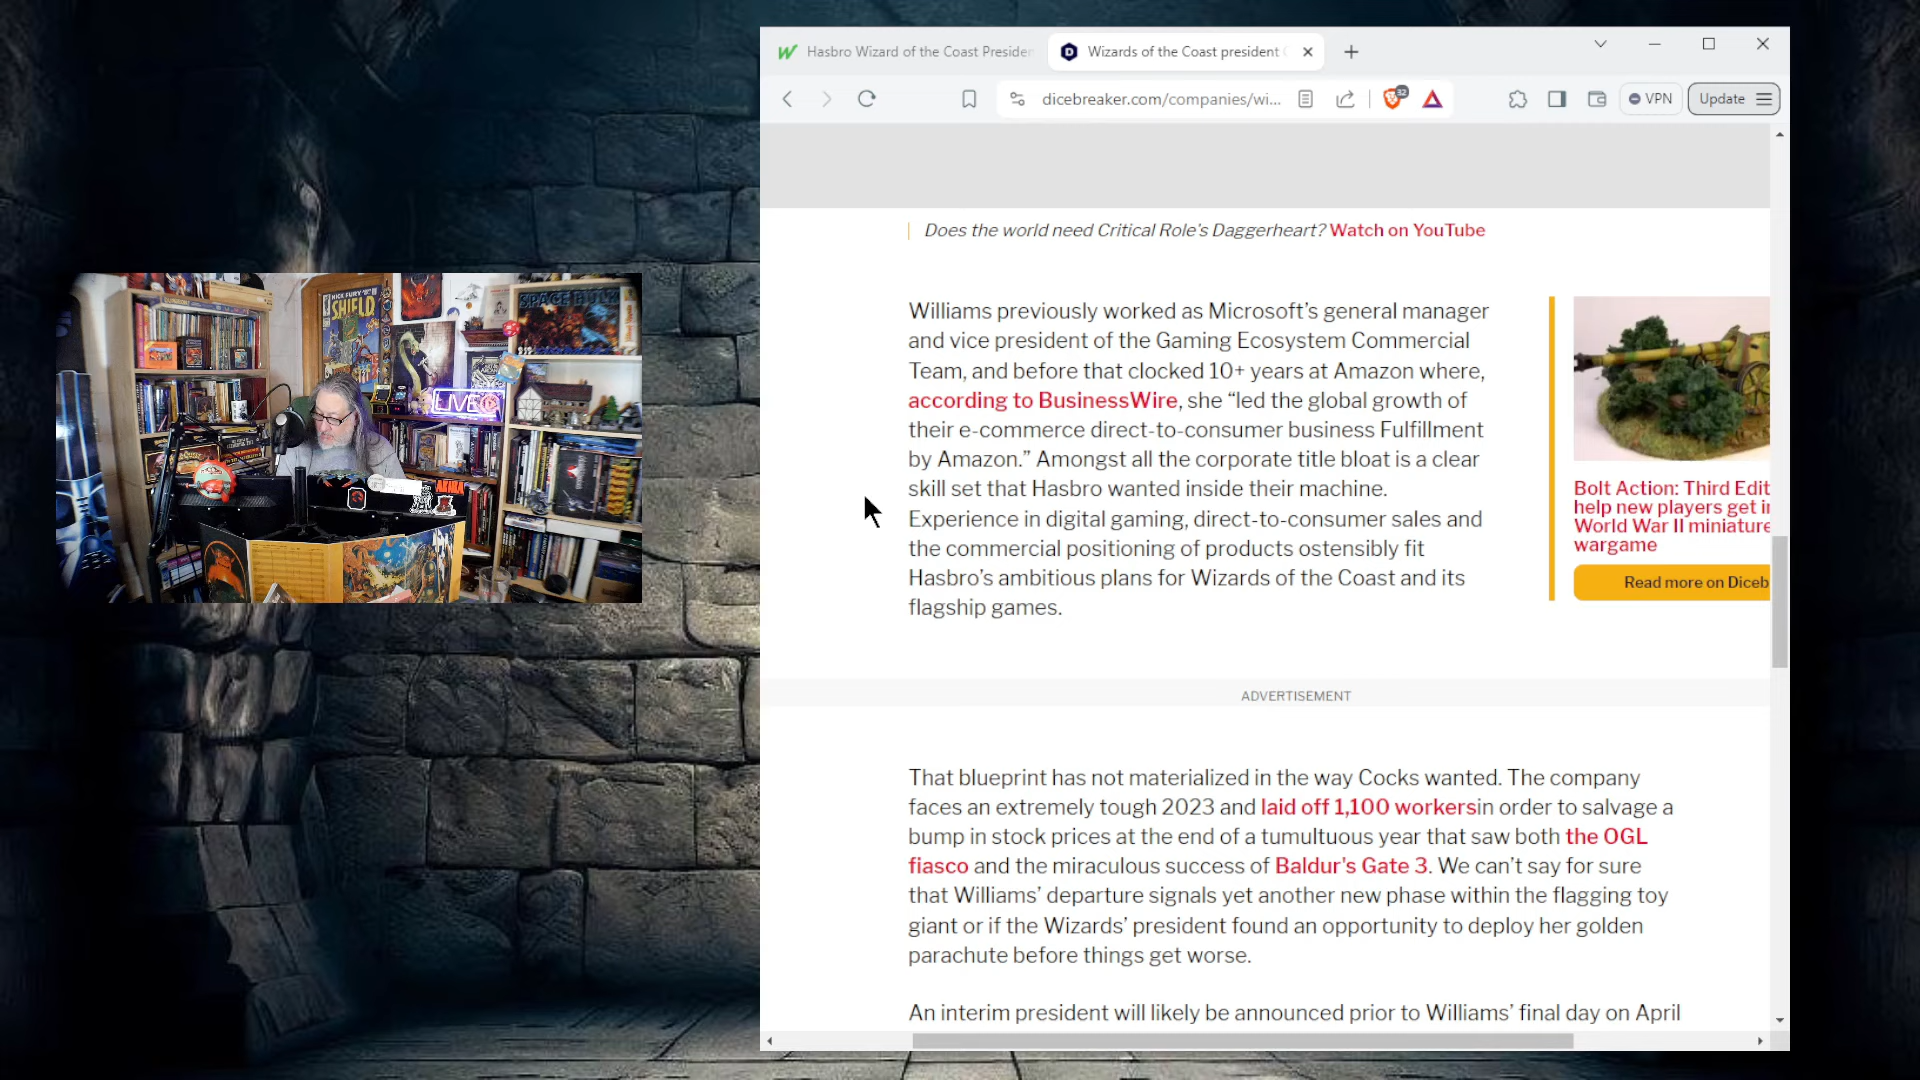 Hasbro Wizard of the Coast Presiden
Wizards of the Coast president
dicebreaker.com/companies/wi...
32
VPN
Update
Does the world need Critical Role's Daggerheart? Watch on YouTube
Williams previously worked as Microsoft's general manager
and vice president of the Gaming Ecosystem Commercial
Team, and before that clocked 10+ years at Amazon where,
according to BusinessWire, she “led the global growth of
their e-commerce direct-to-consumer business Fulfillment
by Amazon.” Amongst all the corporate title bloat is a clear
skill set that Hasbro wanted inside their machine.
Experience in digital gaming, direct-to-consumer sales and
the commercial positioning of products ostensibly fit
Hasbro's ambitious plans for Wizards of the Coast and its
flagship games.
Bolt Action: Third Edit
help new players get in
World War II miniature
wargame
Read more on Diceb
ADVERTISEMENT
That blueprint has not materialized in the way Cocks wanted. The company
faces an extremely tough 2023 and laid off 1,100 workersin order to salvage a
bump in stock prices at the end of a tumultuous year that saw both the OGL
fiasco and the miraculous success of Baldur's Gate 3. We can't say for sure
that Williams' departure signals yet another new phase within the flagging toy
giant or if the Wizards' president found an opportunity to deploy her golden
parachute before things get worse.
An interim president will likely be announced prior to Williams' final day on April
NICK FURY
SHIELD
SPACE HULK
LIVE
AKIRA